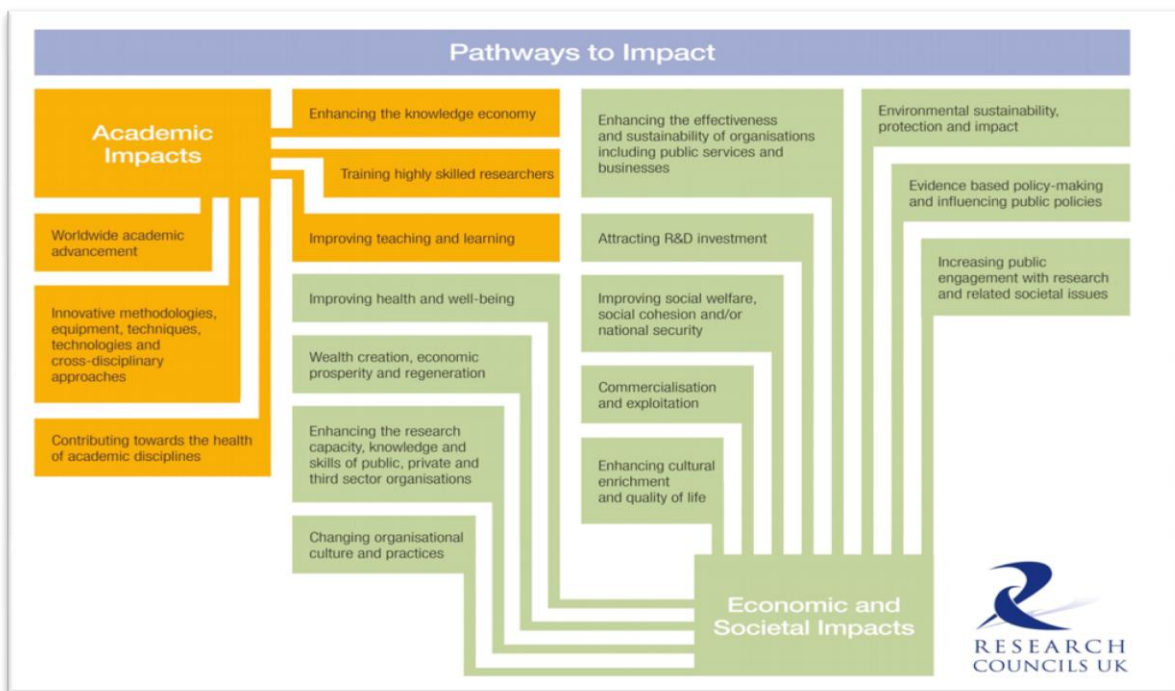 Pathways to Impact
Academic
Impacts
Worldwide academic
advancement
Innovative methodologies,
equipment, techniques,
technologies and
cross-disciplinary
approaches
Contributing towards the health
of academic disciplines
Enhancing the knowledge economy
Training highly skilled researchers
Improving teaching and learning
Improving health and well-being
Wealth creation, economic
prosperity and regeneration
Enhancing the research
capacity, knowledge and
skills of public, private and
third sector organisations
Changing organisational
culture and practices
Enhancing the effectiveness
and sustainability of organisations
including public services and
businesses
Attracting R&D investment
Improving social welfare,
social cohesion and/or
national security
Commercialisation
and exploitation
Enhancing cultural
enrichment
and quality of life
Environmental sustainability,
protection and impact
Evidence based policy-making
and influencing public policies
Increasing public
engagement with research
and related societal issues
Economic and
Societal Impacts
RESEARCH
COUNCILS UK